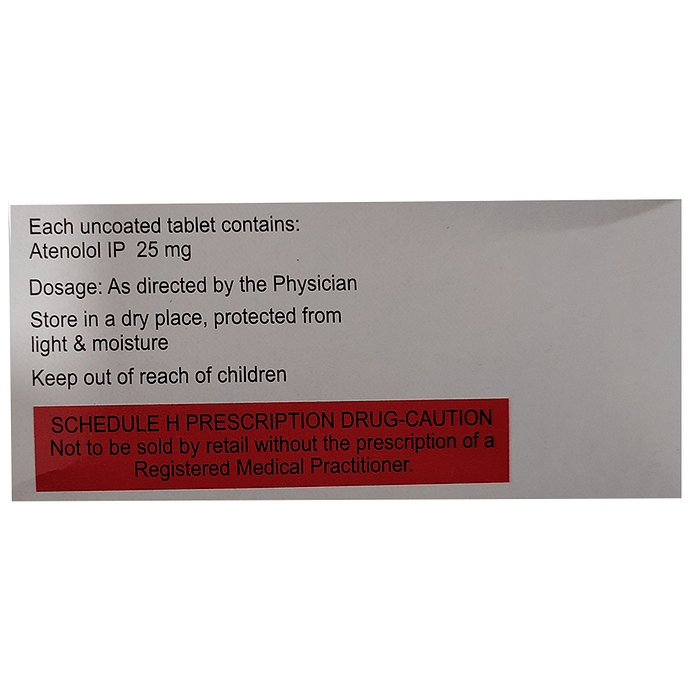 Each uncoated tablet contains:
Atenolol IP 25 mg
Dosage: As directed by the Physician
Store in a dry place, protected from
light & moisture
Keep out of reach of children
SCHEDULE H PRESCRIPTION DRUG-CAUTION
Not to be sold by retail without the prescription of a
Registered Medical Practitioner.